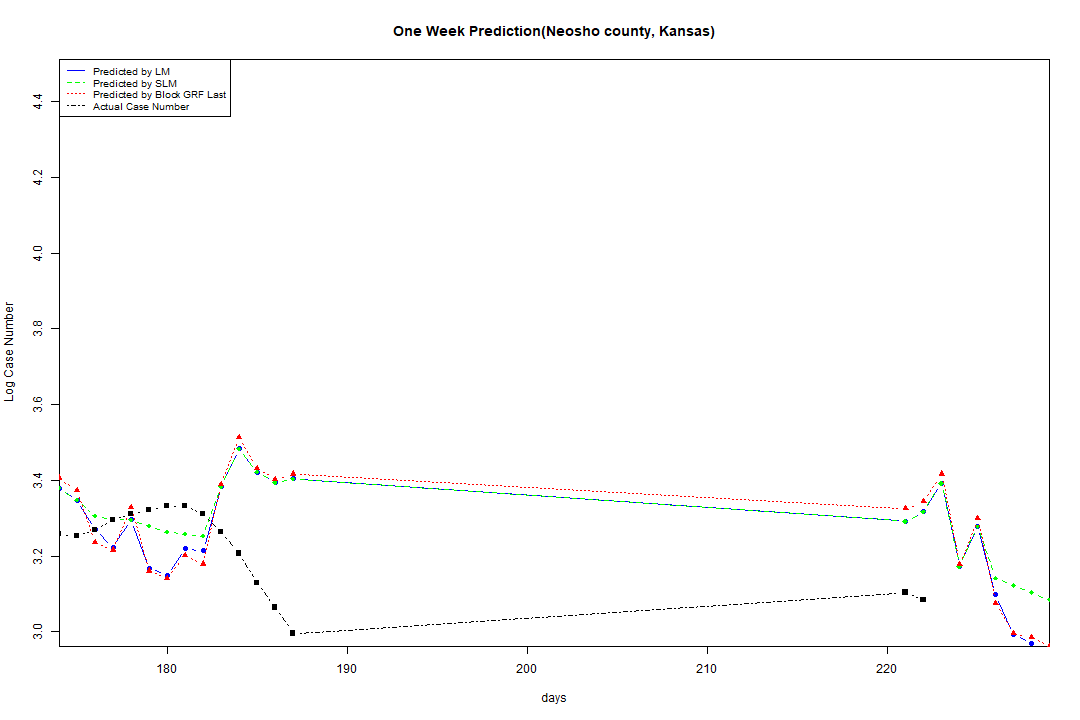 One Week Prediction(Neosho county, Kansas)
Predicted by LM
Predicted by SLM
Predicted by Block GRF Last
Actual Case Number
4.4
4.2
4.0
3.8
3.6
3.4
3.2
3.0
Log Case Number
180 190 200 210 220
days